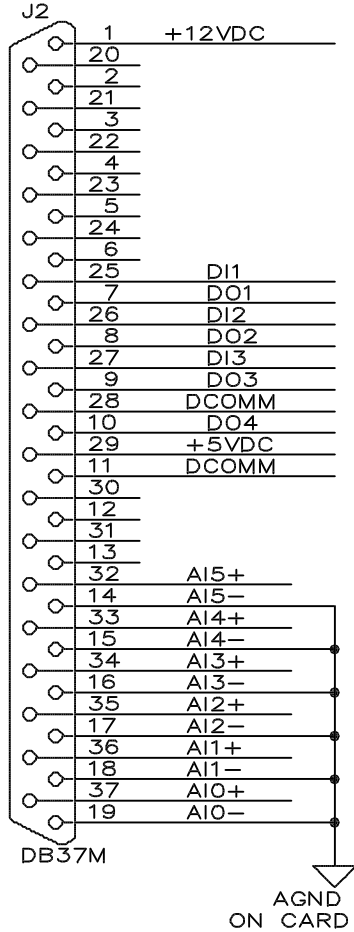 J2
1 +12VDC
20
2
21
3
22
4
23
5
24
6
25 DI1
7 DO1
26 DI2
8 DO2
27 DI3
9 DO3
28 DCOMM
10 DO4
29 +5VDC
11 DCOMM
30
12
31
13
32 AI5+
14 AI5-
33 AI4+
15 AI4-
34 AI3+
16 AI3-
35 AI2+
17 AI2-
36 AI1+
18 AI1-
37 AI0+
19 AI0-
DB37M
AGND
ON CARD